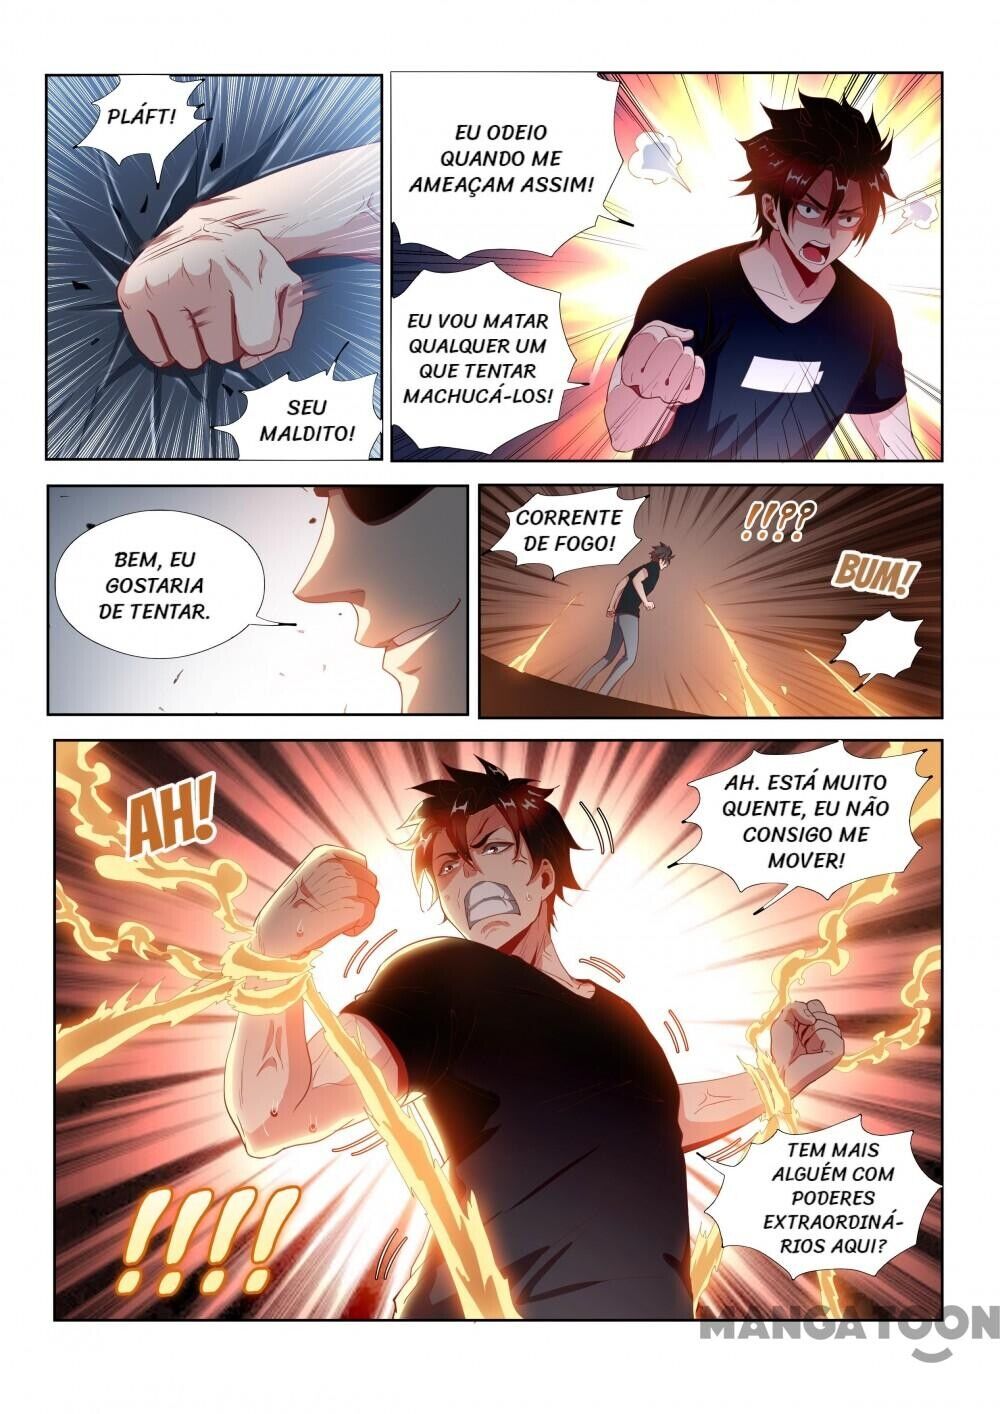 PLÁFT!
SEU
MALDITO!
EU ODEIO
QUANDO ME
AMEAÇAM ASSIM!
EU VOU MATAR
QUALQUER UM
QUE TENTAR
MACHUCÁ-LOS!
BEM, EU
GOSTARIA
DE TENTAR.
CORRENTE
DE FOGO!
!!??
BUM!
AH!
AH. ESTÁ MUITO
QUENTE, EU NÃO
CONSIGO ME
MOVER!
!!!!
TEM MAIS
ALGUÉM COM
PODERES
EXTRAORDINÁ-
RIOS AQUI?
MANGATOON